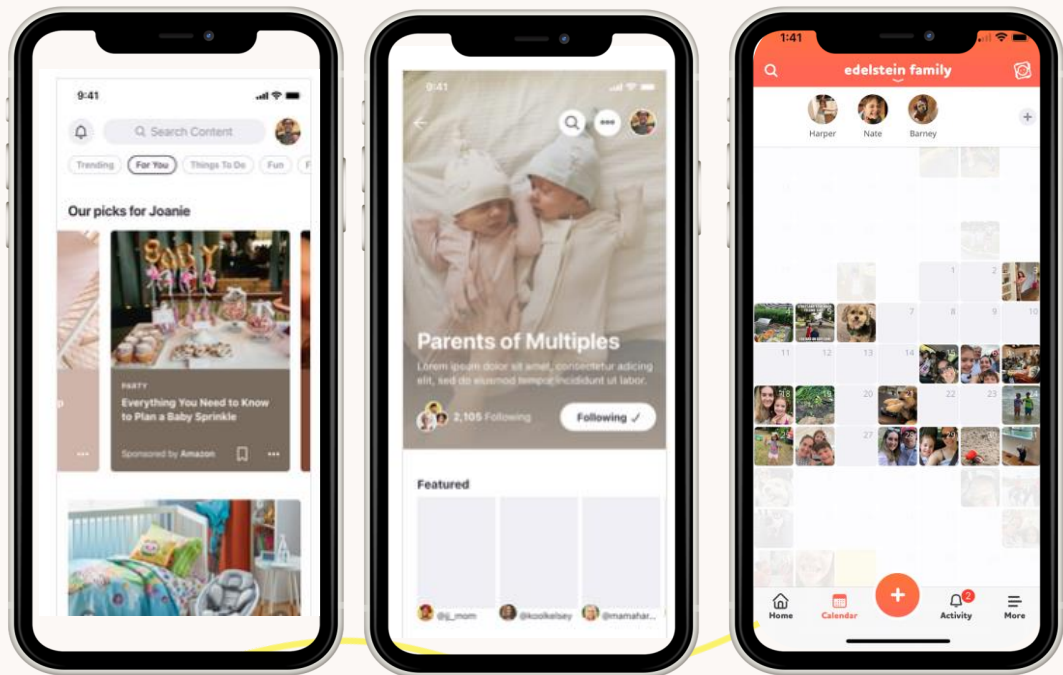 9:41
Search Content
Trending
For You
Things To Do
Fun
F
Our picks for Joanie
PARTY
Everything You Need to Know
to Plan a Baby Sprinkle
Sponsored by Amazon
9:41
Parents of Multiples
Lorem ipsum dolor sit amet, consectetur adicing
elit, sed do eiusmod tempor incididunt ut labor.
2,105 Following
Following ✓
Featured
@jj_mom
@koolkelsey
@mamahar...
1:41
edelstein family
Harper
Nate
Barney
1 2
7 8 9 10
11 12 13 14
18 20 22 23
27
Home
Calendar
+
2
Activity
More